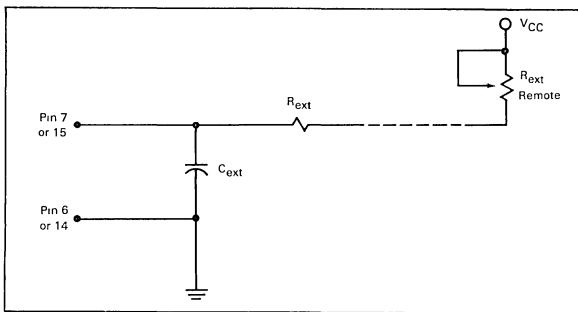 VCC
Rext
Remote
Rext
Pin 7
or 15
Cext
Pin 6
or 14